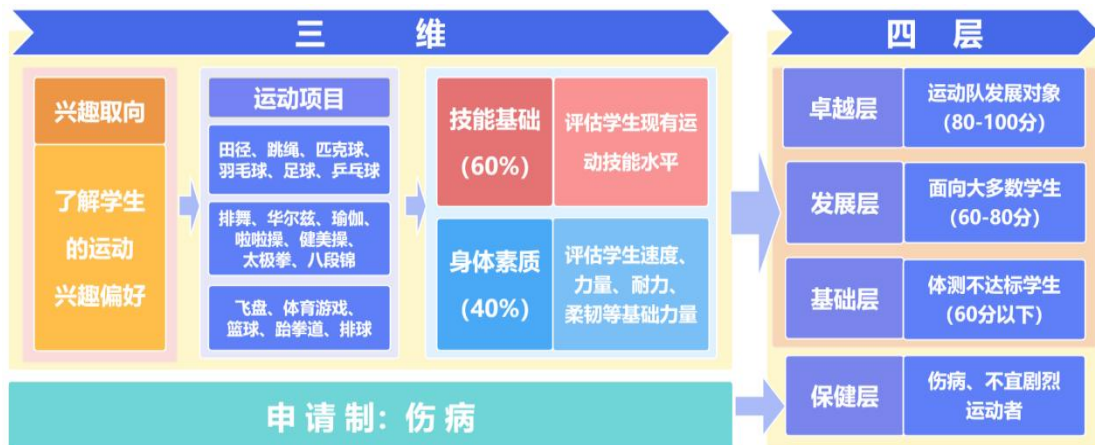 三 维
兴趣取向
了解学生
的运动
兴趣偏好
运动项目
田径、跳绳、匹克球、
羽毛球、足球、乒乓球
排舞、华尔兹、瑜伽、
啦啦操、健美操、
太极拳、八段锦
飞盘、体育游戏、
篮球、跆拳道、排球
技能基础
(60%)
评估学生现有运
动技能水平
身体素质
(40%)
评估学生速度、
力量、耐力、
柔韧等基础力量
申请制：伤病
四 层
卓越层
运动队发展对象
(80-100分)
发展层
面向大多数学生
(60-80分)
基础层
体测不达标学生
(60分以下)
保健层
伤病、不宜剧烈
运动者